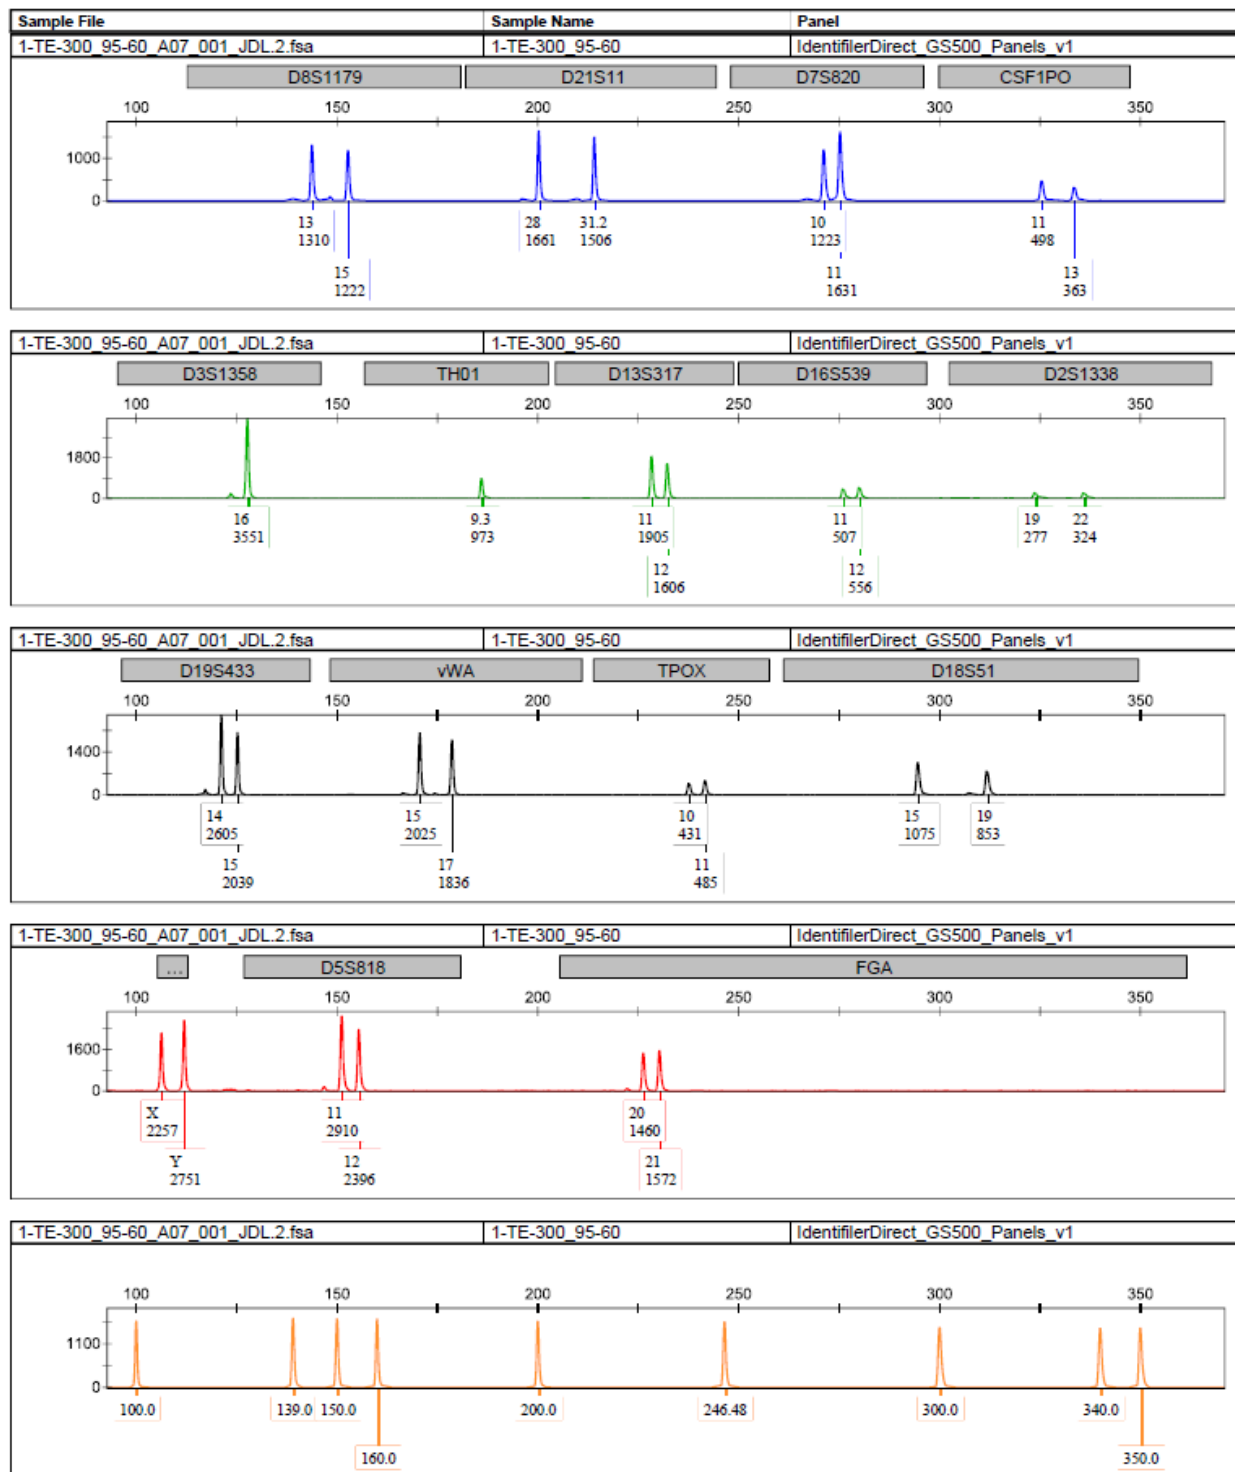 Sample File Sample Name Panel
1-TE-300_95-60_A07_001_JDL.2.fsa 1-TE-300_95-60 IdentifilerDirect_GS500_Panels_v1
D8S1179 D21S11 D7S820 CSF1PO
100 150 200 250 300 350
1000
0
13 28 31.2 10 11
1310 1661 1506 1223 498
15 11 13
1222 1631 363
1-TE-300_95-60_A07_001_JDL.2.fsa 1-TE-300_95-60 IdentifilerDirect_GS500_Panels_v1
D3S1358 TH01 D13S317 D16S539 D2S1338
100 150 200 250 300 350
1800
0
16 9.3 11 11 19 22
3551 973 1905 507 277 324
12 12
1606 556
1-TE-300_95-60_A07_001_JDL.2.fsa 1-TE-300_95-60 IdentifilerDirect_GS500_Panels_v1
D19S433 vWA TPOX D18S51
100 150 200 250 300 350
1400
0
14 15 10 15 19
2605 2025 431 1075 853
15 17 11
2039 1836 485
1-TE-300_95-60_A07_001_JDL.2.fsa 1-TE-300_95-60 IdentifilerDirect_GS500_Panels_v1
... D5S818 FGA
100 150 200 250 300 350
1600
0
X 11 20
2257 2910 1460
Y 12 21
2751 2396 1572
1-TE-300_95-60_A07_001_JDL.2.fsa 1-TE-300_95-60 IdentifilerDirect_GS500_Panels_v1
100 150 200 250 300 350
1100
0
100.0 139.0 150.0 200.0 246.48 300.0 340.0
160.0 350.0